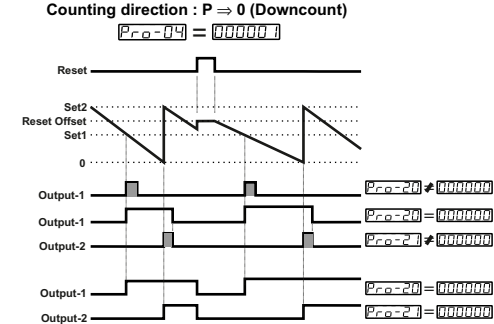 Counting direction : P ⇒ 0 (Downcount)
Pro-04 = 000001
Reset
Set2
Reset Offset
Set1
0
Output-1 Pro-20 ≠ 000000
Output-1 Pro-20 = 000000
Output-2 Pro-21 ≠ 000000
Output-1 Pro-20 = 000000
Output-2 Pro-21 = 000000